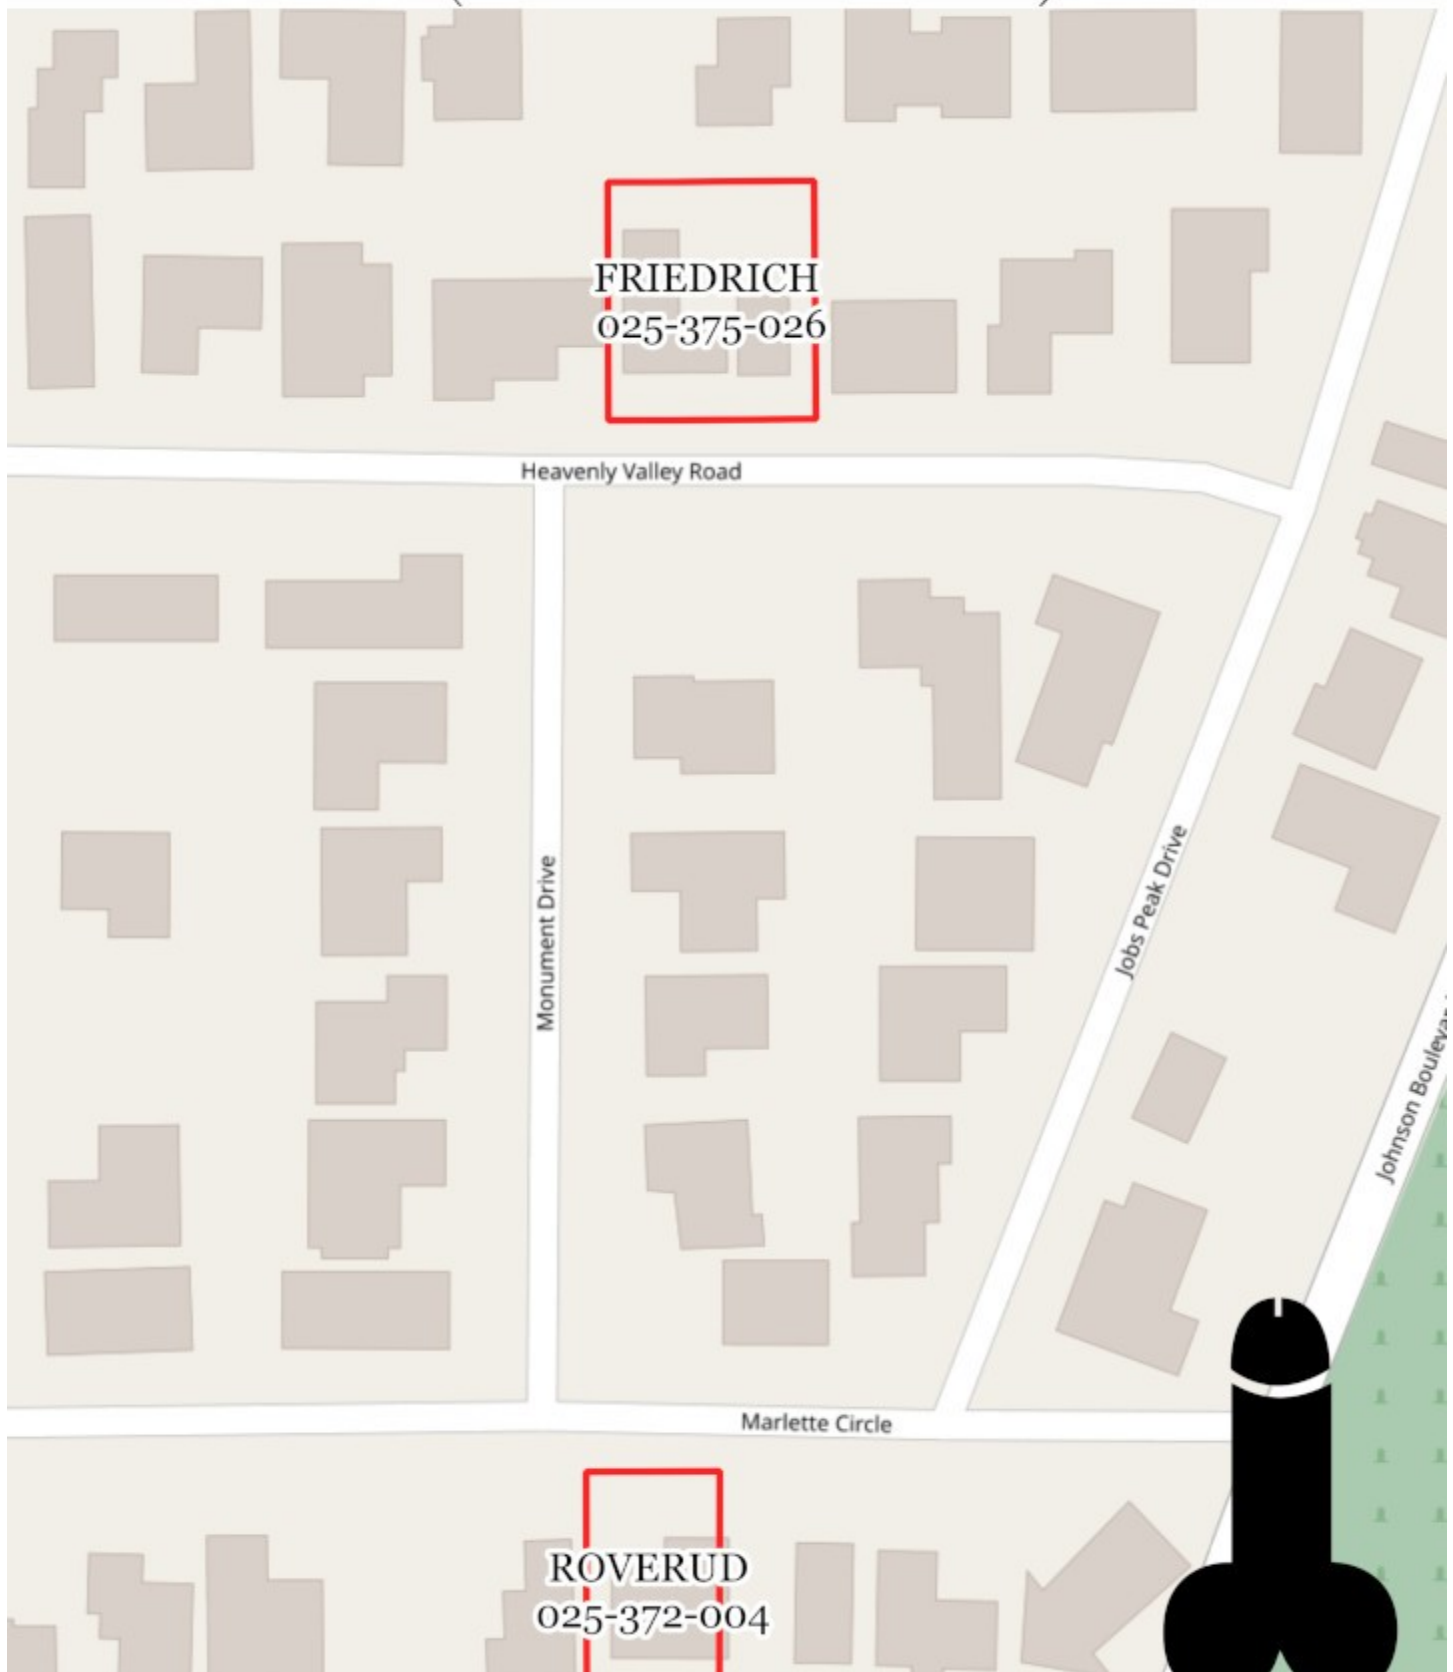 FRIEDRICH
025-375-026
Heavenly Valley Road
Monument Drive
Jobs Peak Drive
Johnson Boulevar
Marlette Circle
ROVERUD
025-372-004